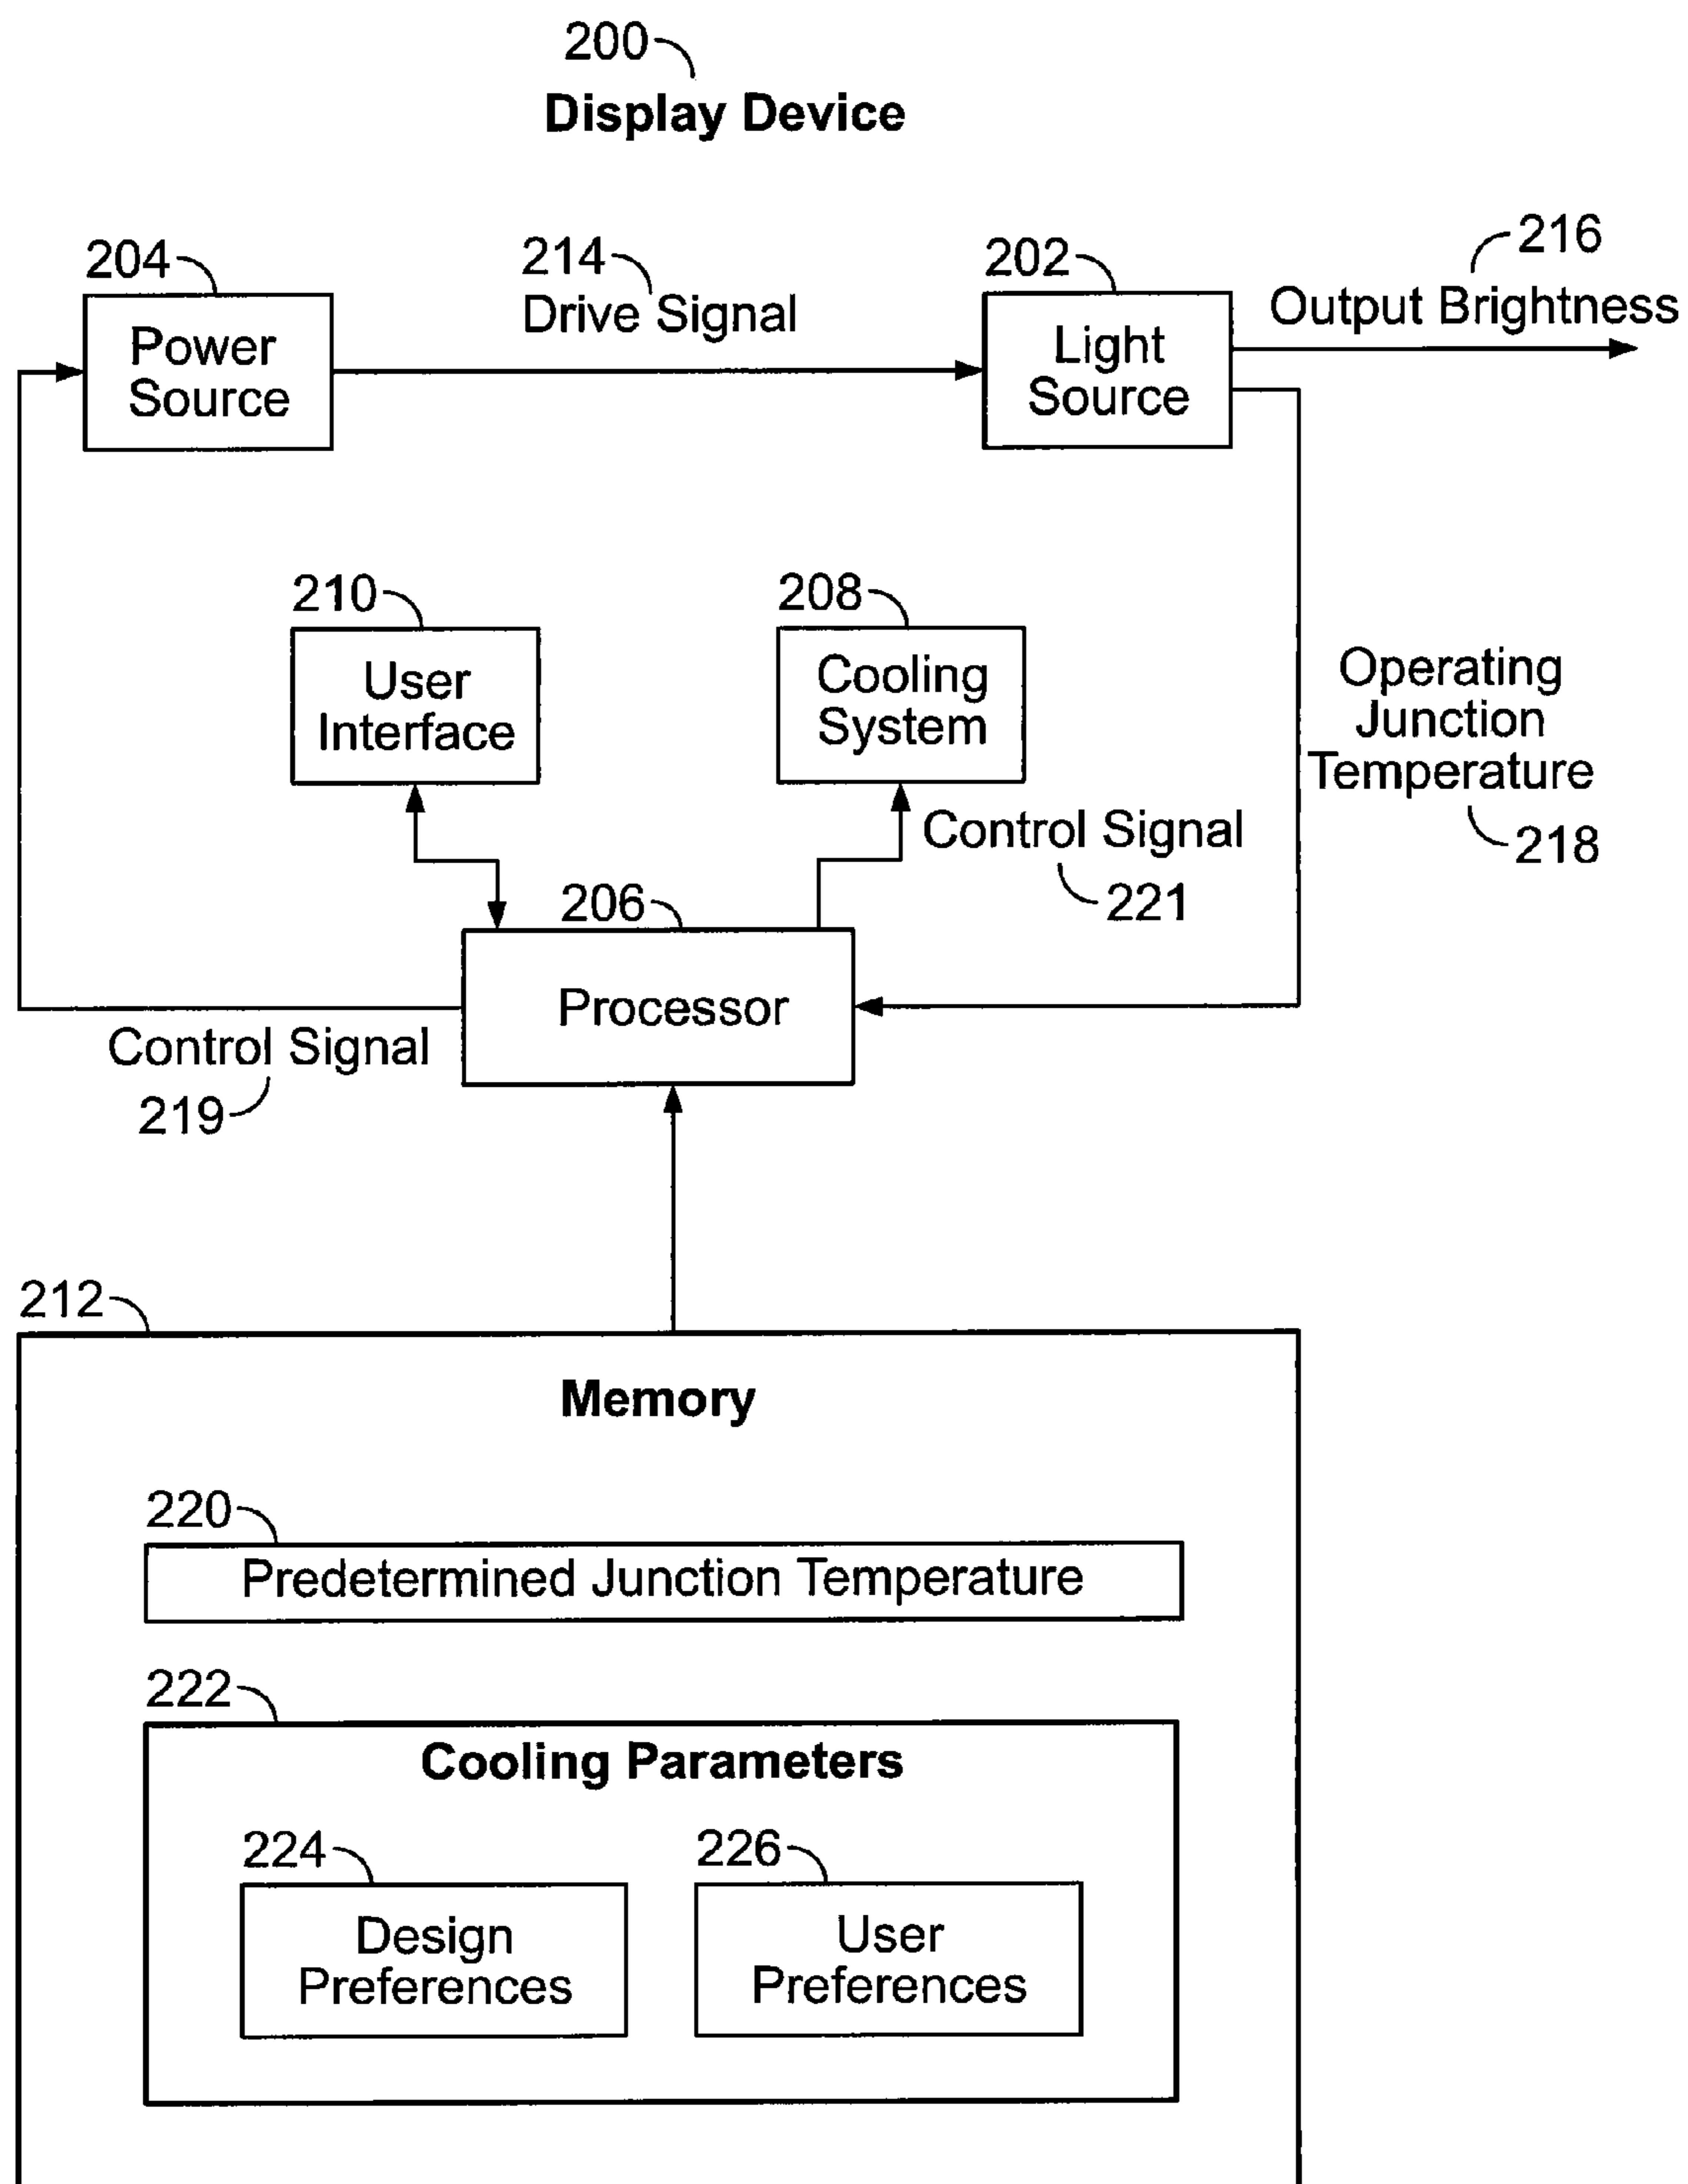 200
Display Device
204
214
202
216
Power
Source
Drive Signal
Light
Source
Output Brightness
210
208
User
Interface
Cooling
System
Operating
Junction
Temperature
218
Control Signal
221
206
Processor
Control Signal
219
212
Memory
220
Predetermined Junction Temperature
222
Cooling Parameters
224
226
Design
Preferences
User
Preferences